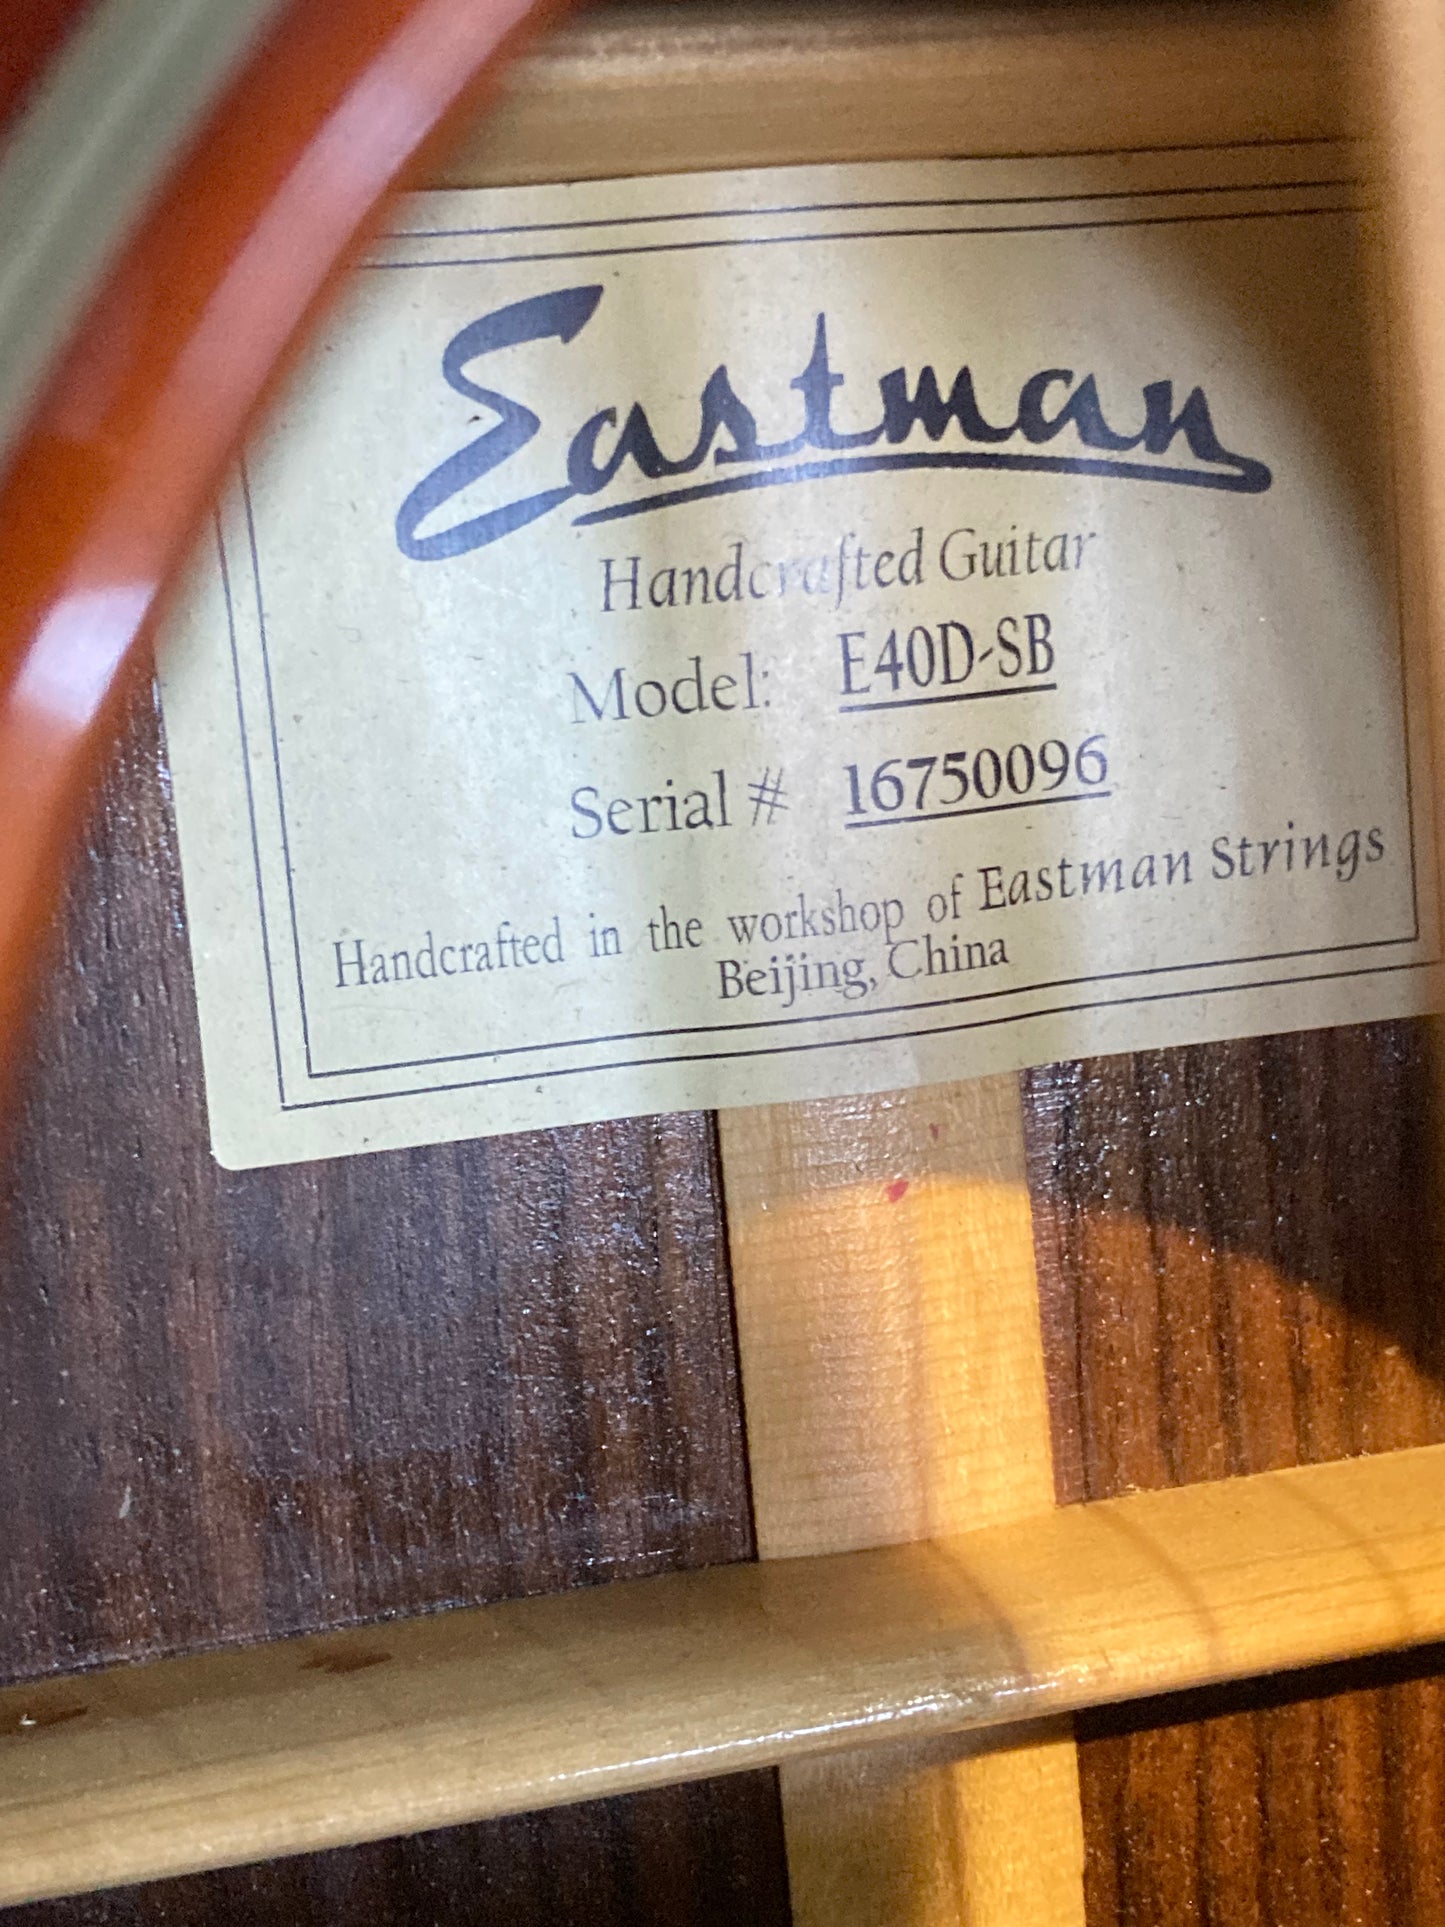 Eastman
Handcrafted Guitar
Model: E40D-SB
Serial # 16750096
Handcrafted in the workshop of Eastman Strings
Beijing, China